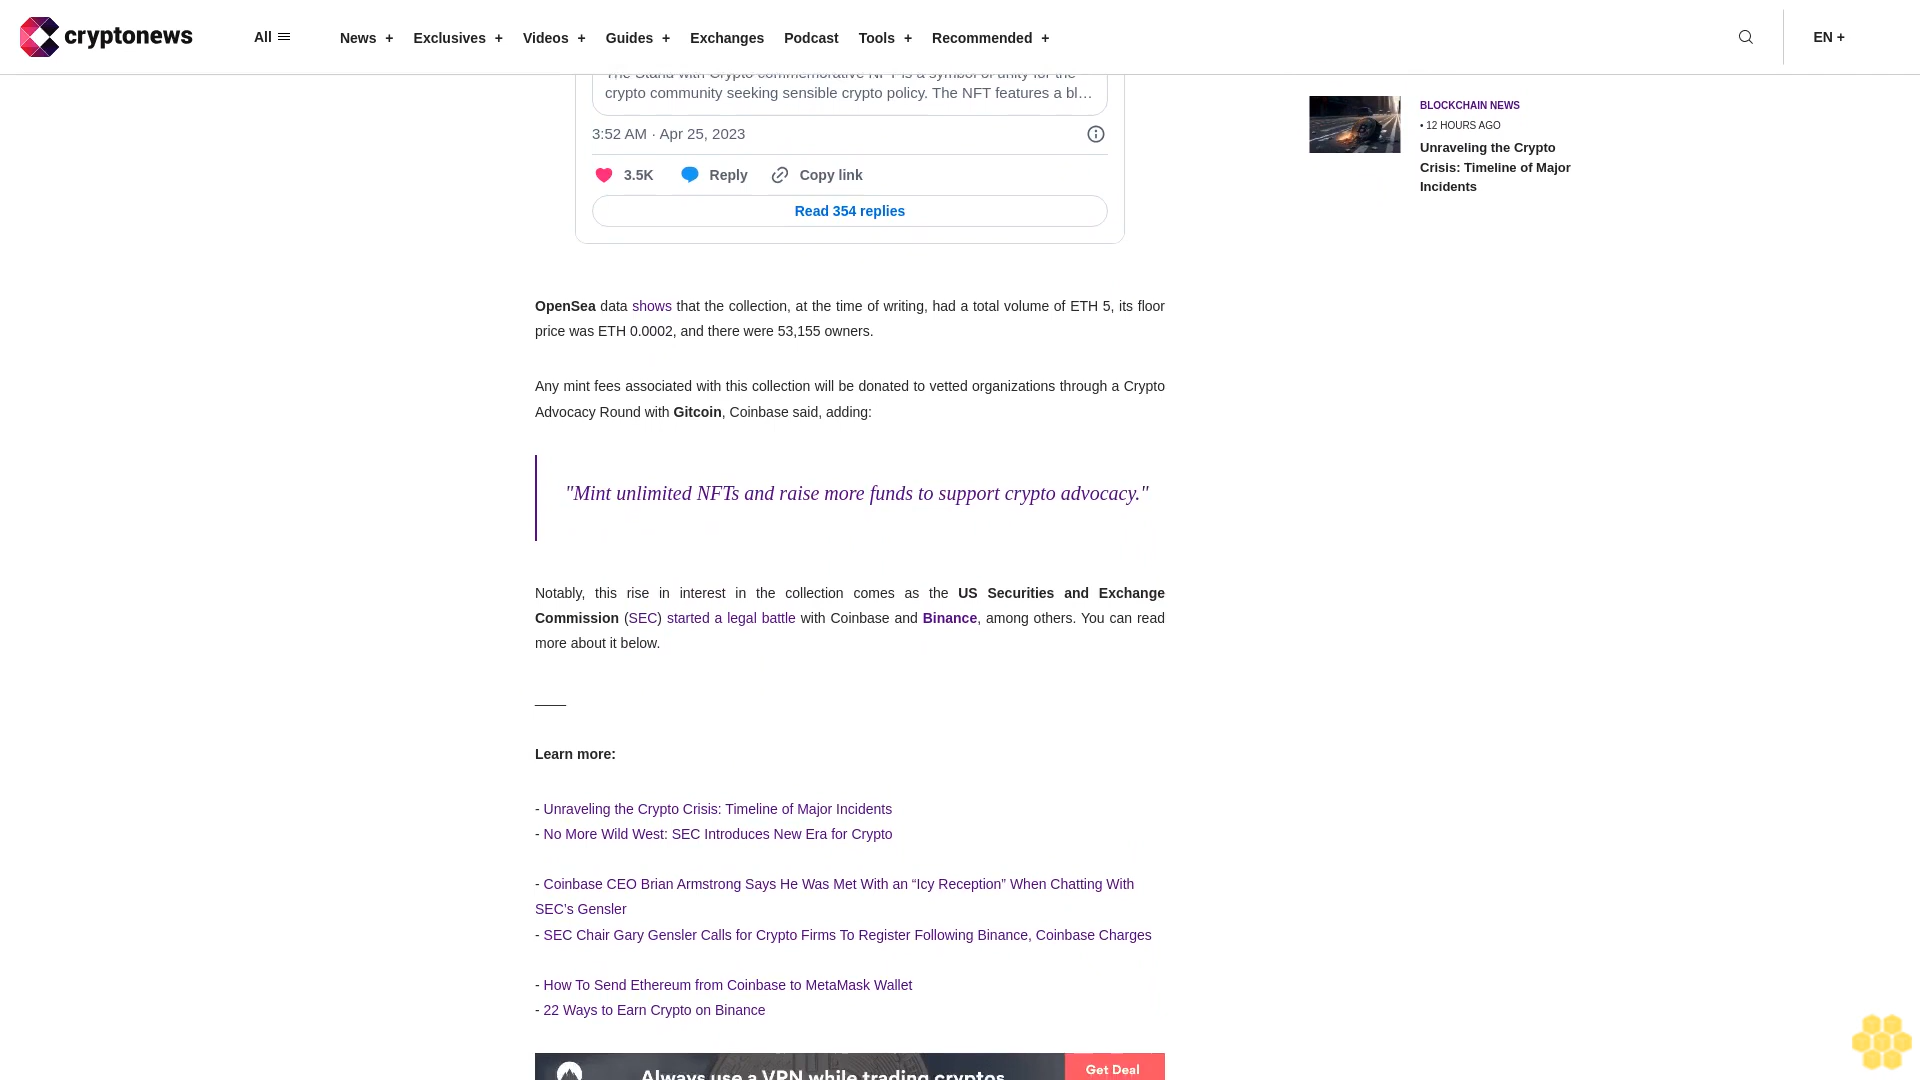 cryptonews
All
News +
Exclusives +
Videos +
Guides +
Exchanges
Podcast
Tools +
Recommended +
EN +
The Stand with Crypto commemorative NFT is a symbol of unity for the
crypto community seeking sensible crypto policy. The NFT features a bl…
3:52 AM · Apr 25, 2023
3.5K
Reply
Copy link
Read 354 replies
BLOCKCHAIN NEWS
• 12 HOURS AGO
Unraveling the Crypto
Crisis: Timeline of Major
Incidents
OpenSea data shows that the collection, at the time of writing, had a total volume of ETH 5, its floor
price was ETH 0.0002, and there were 53,155 owners.
Any mint fees associated with this collection will be donated to vetted organizations through a Crypto
Advocacy Round with Gitcoin, Coinbase said, adding:
"Mint unlimited NFTs and raise more funds to support crypto advocacy."
Notably, this rise in interest in the collection comes as the US Securities and Exchange
Commission (SEC) started a legal battle with Coinbase and Binance, among others. You can read
more about it below.
____
Learn more:
- Unraveling the Crypto Crisis: Timeline of Major Incidents
- No More Wild West: SEC Introduces New Era for Crypto
- Coinbase CEO Brian Armstrong Says He Was Met With an “Icy Reception” When Chatting With
SEC’s Gensler
- SEC Chair Gary Gensler Calls for Crypto Firms To Register Following Binance, Coinbase Charges
- How To Send Ethereum from Coinbase to MetaMask Wallet
- 22 Ways to Earn Crypto on Binance
Always use a VPN while trading cryptos
Get Deal